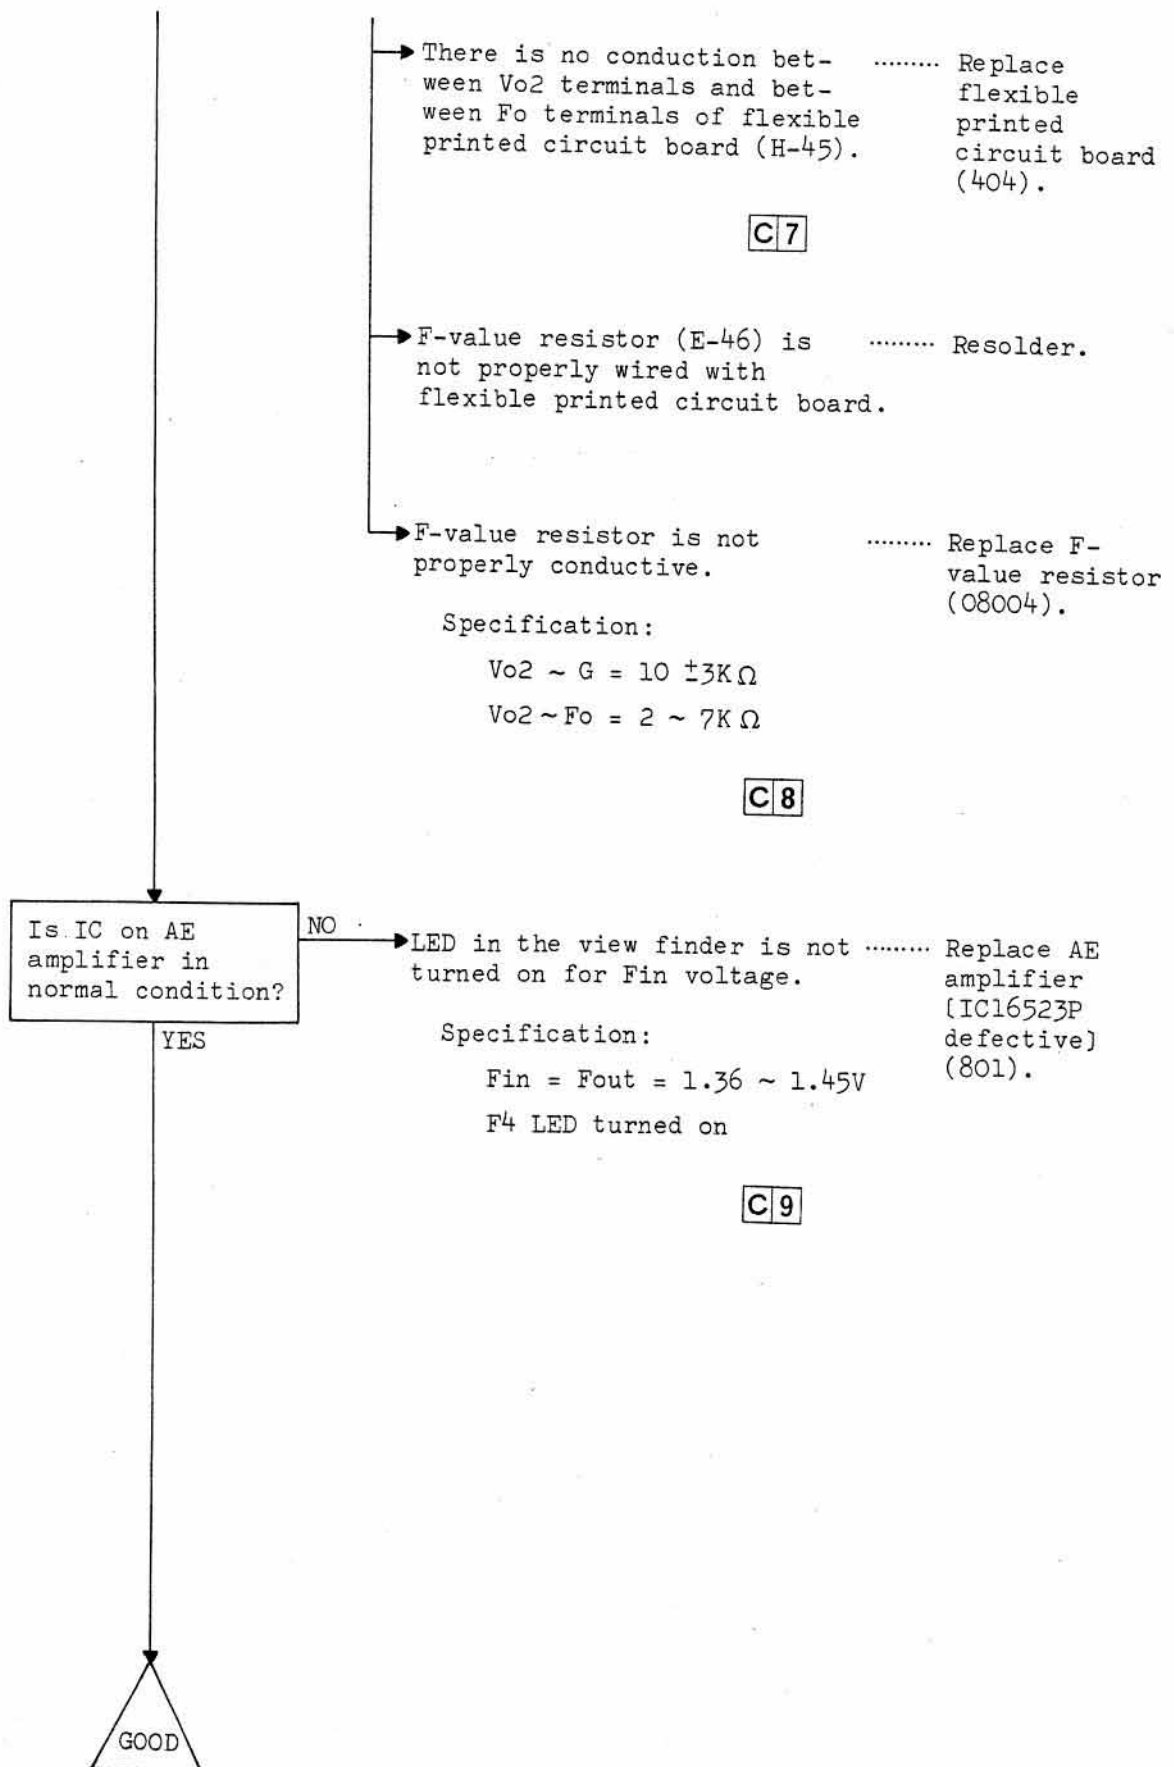 There is no conduction bet- ......... Replace
ween Vo2 terminals and bet- flexible
ween Fo terminals of flexible printed
printed circuit board (H-45). circuit board
(404).
C 7
F-value resistor (E-46) is ......... Resolder.
not properly wired with
flexible printed circuit board.
F-value resistor is not ......... Replace F-
properly conductive. value resistor
(08004).
Specification:
Vo2 ~ G = 10 ±3KΩ
Vo2~Fo = 2 ~ 7KΩ
C 8
Is IC on AE
amplifier in
normal condition?
NO
YES
LED in the view finder is not ......... Replace AE
turned on for Fin voltage. amplifier
[IC16523P
defective]
(801).
Specification:
Fin = Fout = 1.36 ~ 1.45V
F4 LED turned on
C 9
GOOD